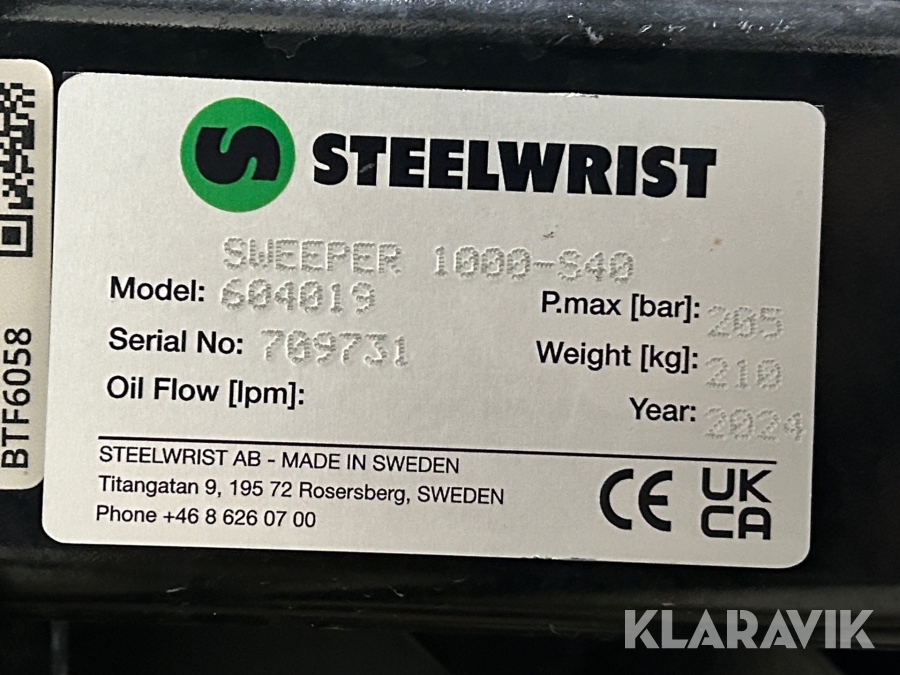 STEELWRIST
SWEEPER 1000-S40
Model: 604019
P.max [bar]: 205
Serial No: 709731
Weight [kg]: 210
Oil Flow [lpm]:
Year: 2024
STEELWRIST AB - MADE IN SWEDEN
Titangatan 9, 195 72 Rosersberg, SWEDEN
Phone +46 8 626 07 00
CE
UK
CA
BTF6058
KLARAVIK